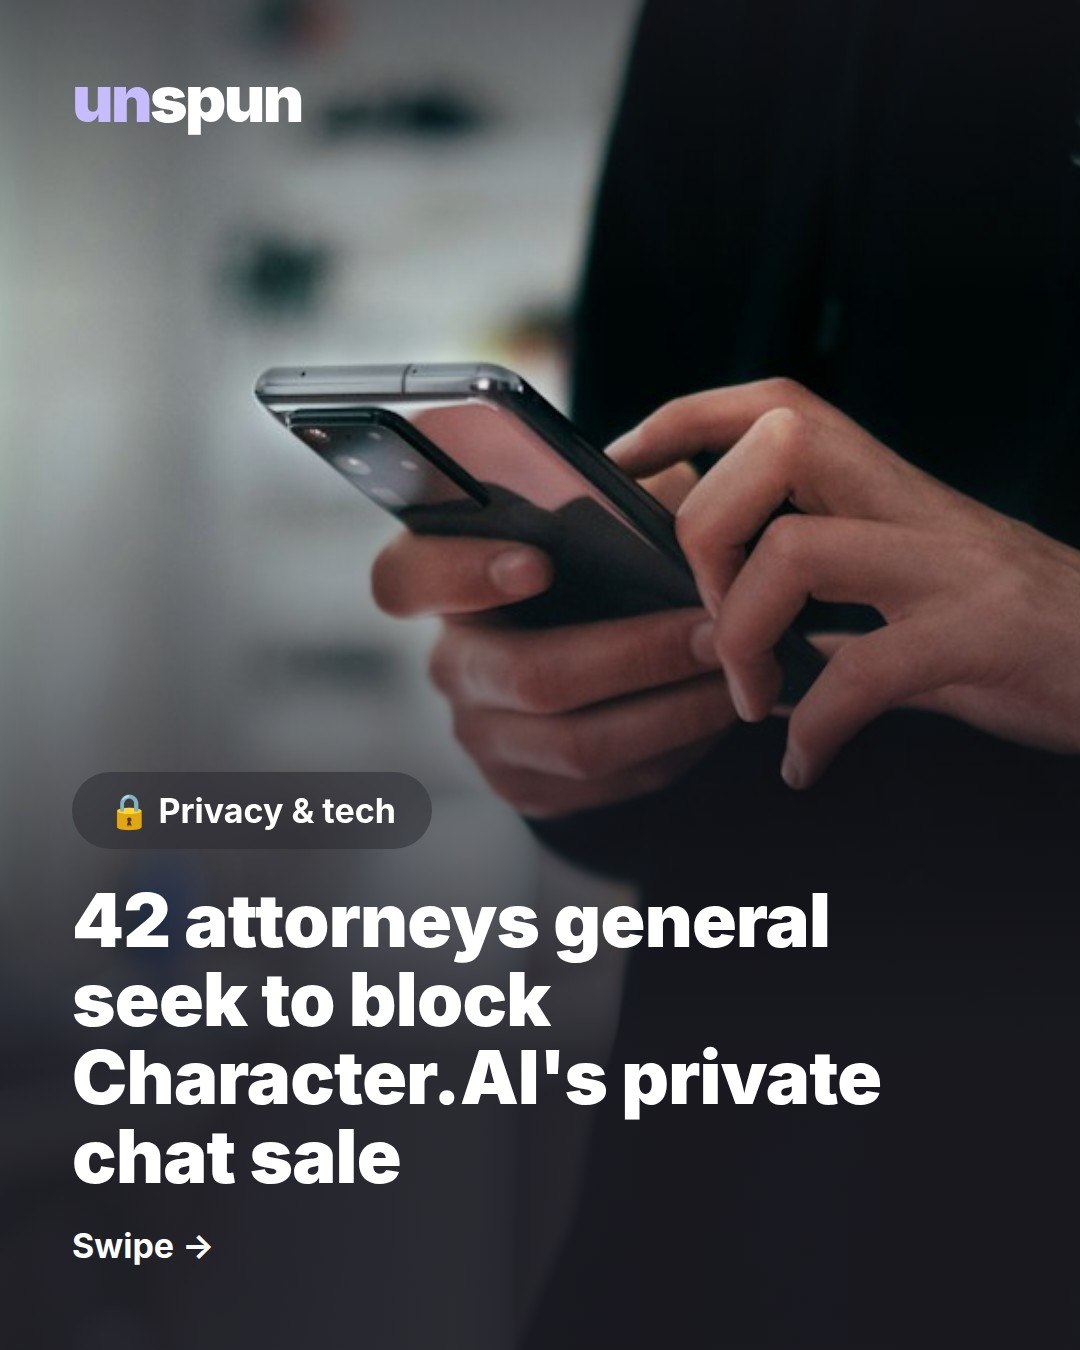 unspun
🔒 Privacy & tech
42 attorneys general
seek to block
Character.AI's private
chat sale
Swipe →